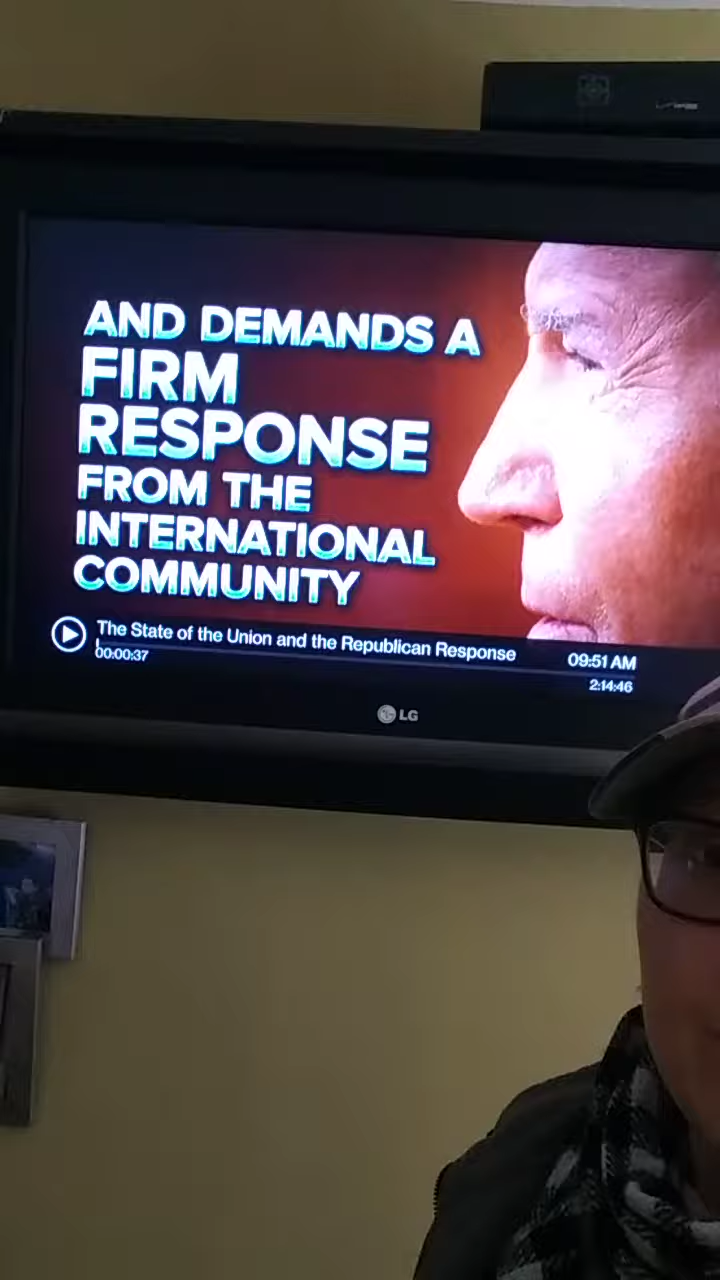 AND DEMANDS A
FIRM
RESPONSE
FROM THE
INTERNATIONAL
COMMUNITY
The State of the Union and the Republican Response 09:51 AM
00:00:37 2:14:46
LG